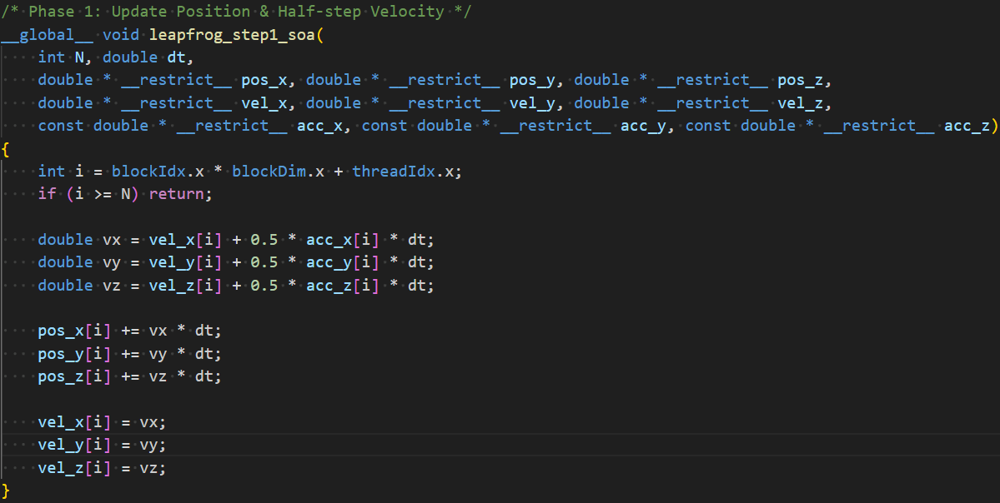 /* Phase 1: Update Position & Half-step Velocity */
__global__ void leapfrog_step1_soa(
    int N, double dt,
    double * __restrict__ pos_x, double * __restrict__ pos_y, double * __restrict__ pos_z,
    double * __restrict__ vel_x, double * __restrict__ vel_y, double * __restrict__ vel_z,
    const double * __restrict__ acc_x, const double * __restrict__ acc_y, const double * __restrict__ acc_z)
{
    int i = blockIdx.x * blockDim.x + threadIdx.x;
    if (i >= N) return;

    double vx = vel_x[i] + 0.5 * acc_x[i] * dt;
    double vy = vel_y[i] + 0.5 * acc_y[i] * dt;
    double vz = vel_z[i] + 0.5 * acc_z[i] * dt;

    pos_x[i] += vx * dt;
    pos_y[i] += vy * dt;
    pos_z[i] += vz * dt;

    vel_x[i] = vx;
    vel_y[i] = vy;
    vel_z[i] = vz;
}